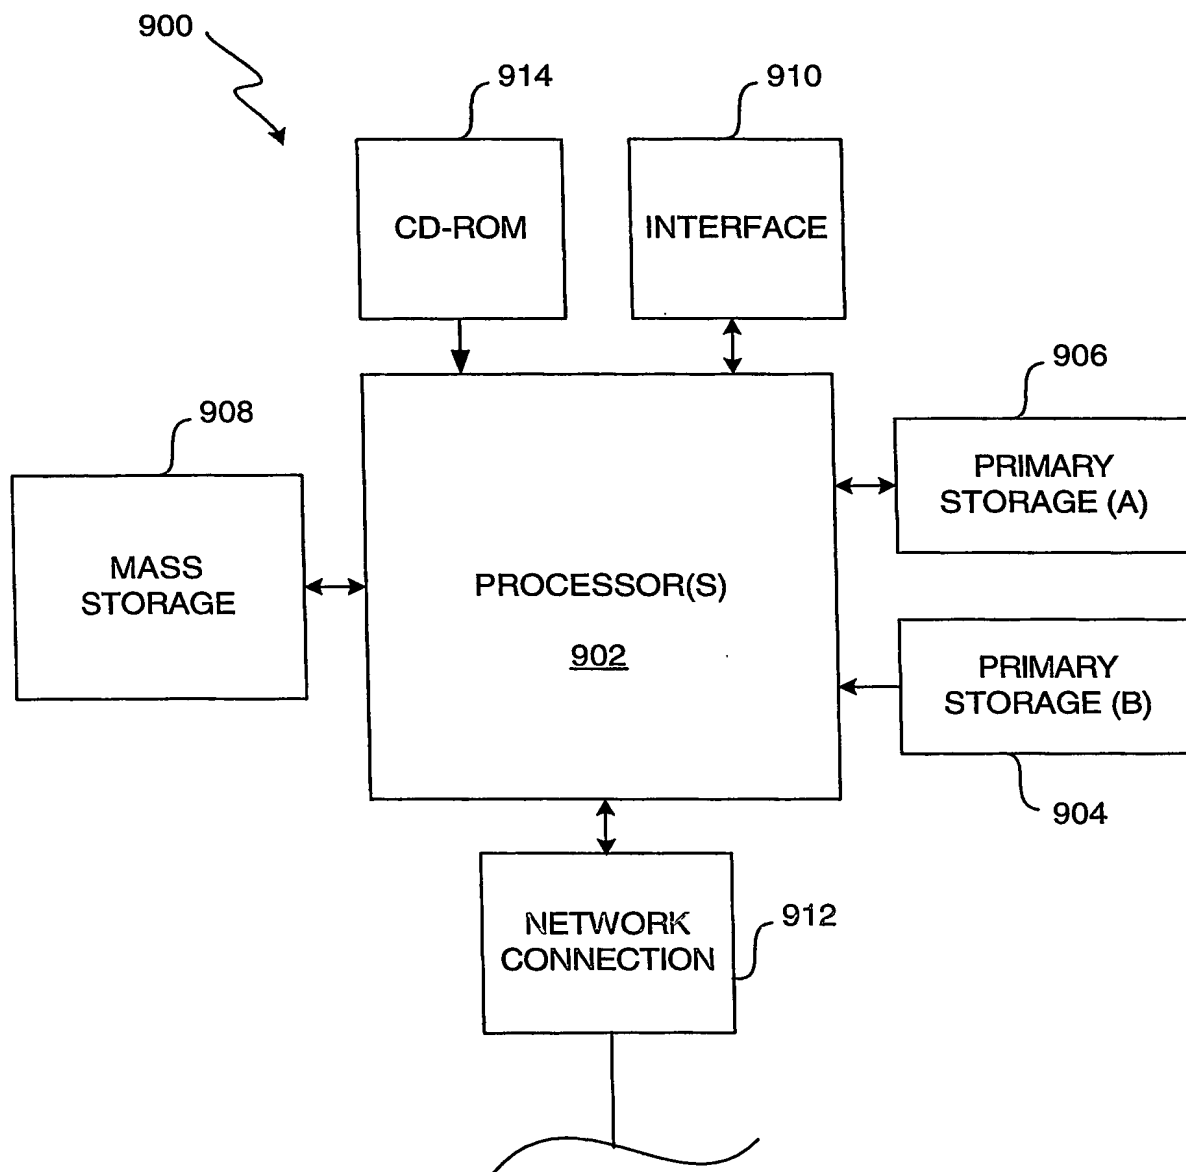 900
914
910
CD-ROM
INTERFACE
906
908
PRIMARY
STORAGE (A)
MASS
STORAGE
PROCESSOR(S)
902
PRIMARY
STORAGE (B)
904
NETWORK
CONNECTION
912